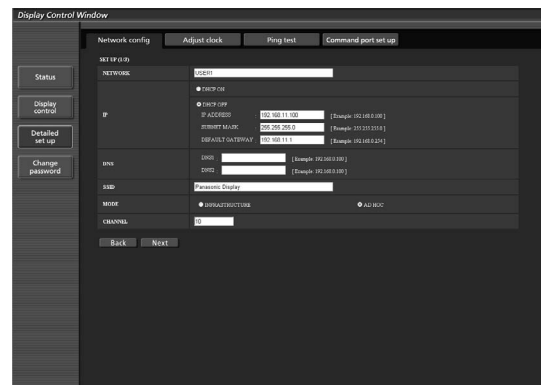 Display Control Window
Network config Adjust clock Ping test Command port set up
SET UP (1/3)
Status
Display control
Detailed set up
Change password
NETWORK USER1
IP
DHCP ON
DHCP OFF
IP ADDRESS : 192.168.11.100 [Example: 192.168.0.100]
SUBNET MASK : 255.255.255.0 [Example: 255.255.255.0]
DEFAULT GATEWAY : 192.168.11.1 [Example: 192.168.0.254]
DNS
DNS1 : [Example: 192.168.0.100]
DNS2 : [Example: 192.168.0.100]
SSID Panasonic Display
MODE INFRASTRUCTURE AD HOC
CHANNEL 10
Back Next